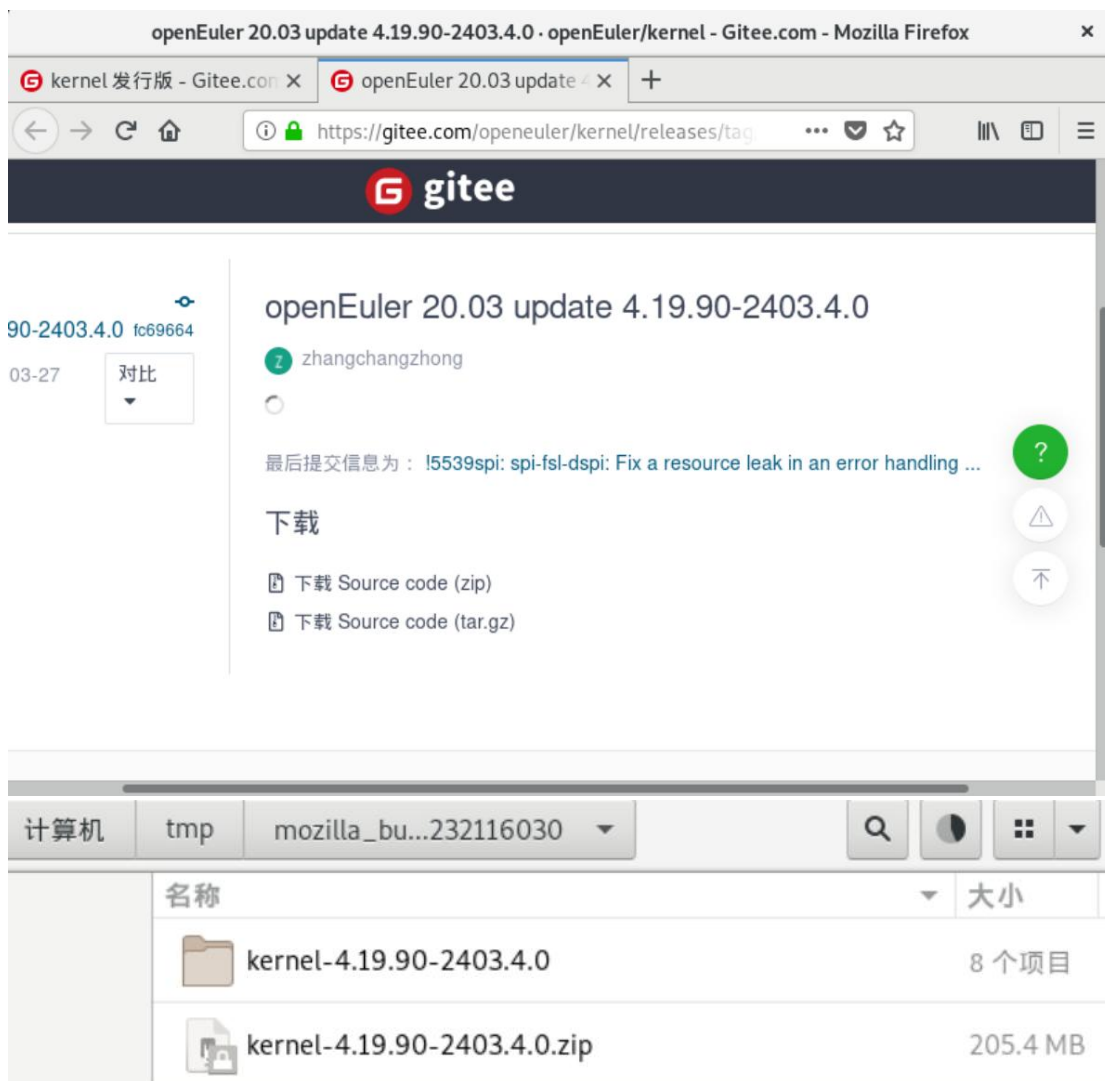 openEuler 20.03 update 4.19.90-2403.4.0 · openEuler/kernel - Gitee.com - Mozilla Firefox
kernel 发行版 - Gitee.con
openEuler 20.03 update 4
https://gitee.com/openeuler/kernel/releases/tag
gitee
90-2403.4.0 fc69664
03-27
对比
openEuler 20.03 update 4.19.90-2403.4.0
Z zhangchangzhong
最后提交信息为： !5539spi: spi-fsl-dspi: Fix a resource leak in an error handling ...
?
下载
下载 Source code (zip)
下载 Source code (tar.gz)
计算机 tmp mozilla_bu...232116030
名称 大小
kernel-4.19.90-2403.4.0 8 个项目
kernel-4.19.90-2403.4.0.zip 205.4 MB